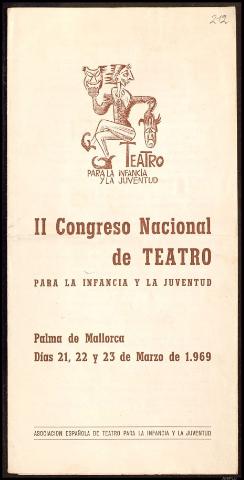 212
TEATRO
PARA LA INFANCIA
Y LA JUVENTUD
II Congreso Nacional
de TEATRO
PARA LA INFANCIA Y LA JUVENTUD
Palma de Mallorca
Días 21, 22 y 23 de Marzo de 1.969
ASOCIACION ESPAÑOLA DE TEATRO PARA LA INFANCIA Y LA JUVENTUD